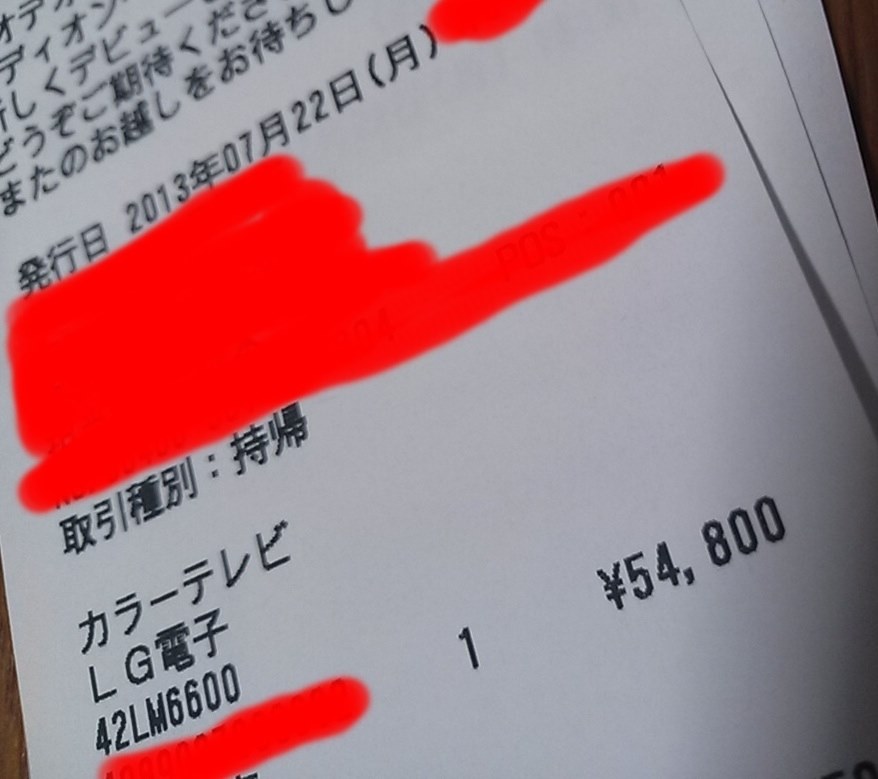 ディオン
しくデビュー
どうぞご期待くださ
またのお越しをお待ちし
発行日 2013年07月22日(月)
POS : 001
取引種別：持帰
カラーテレビ
ＬＧ電子
42LM6600 1 ¥54,800